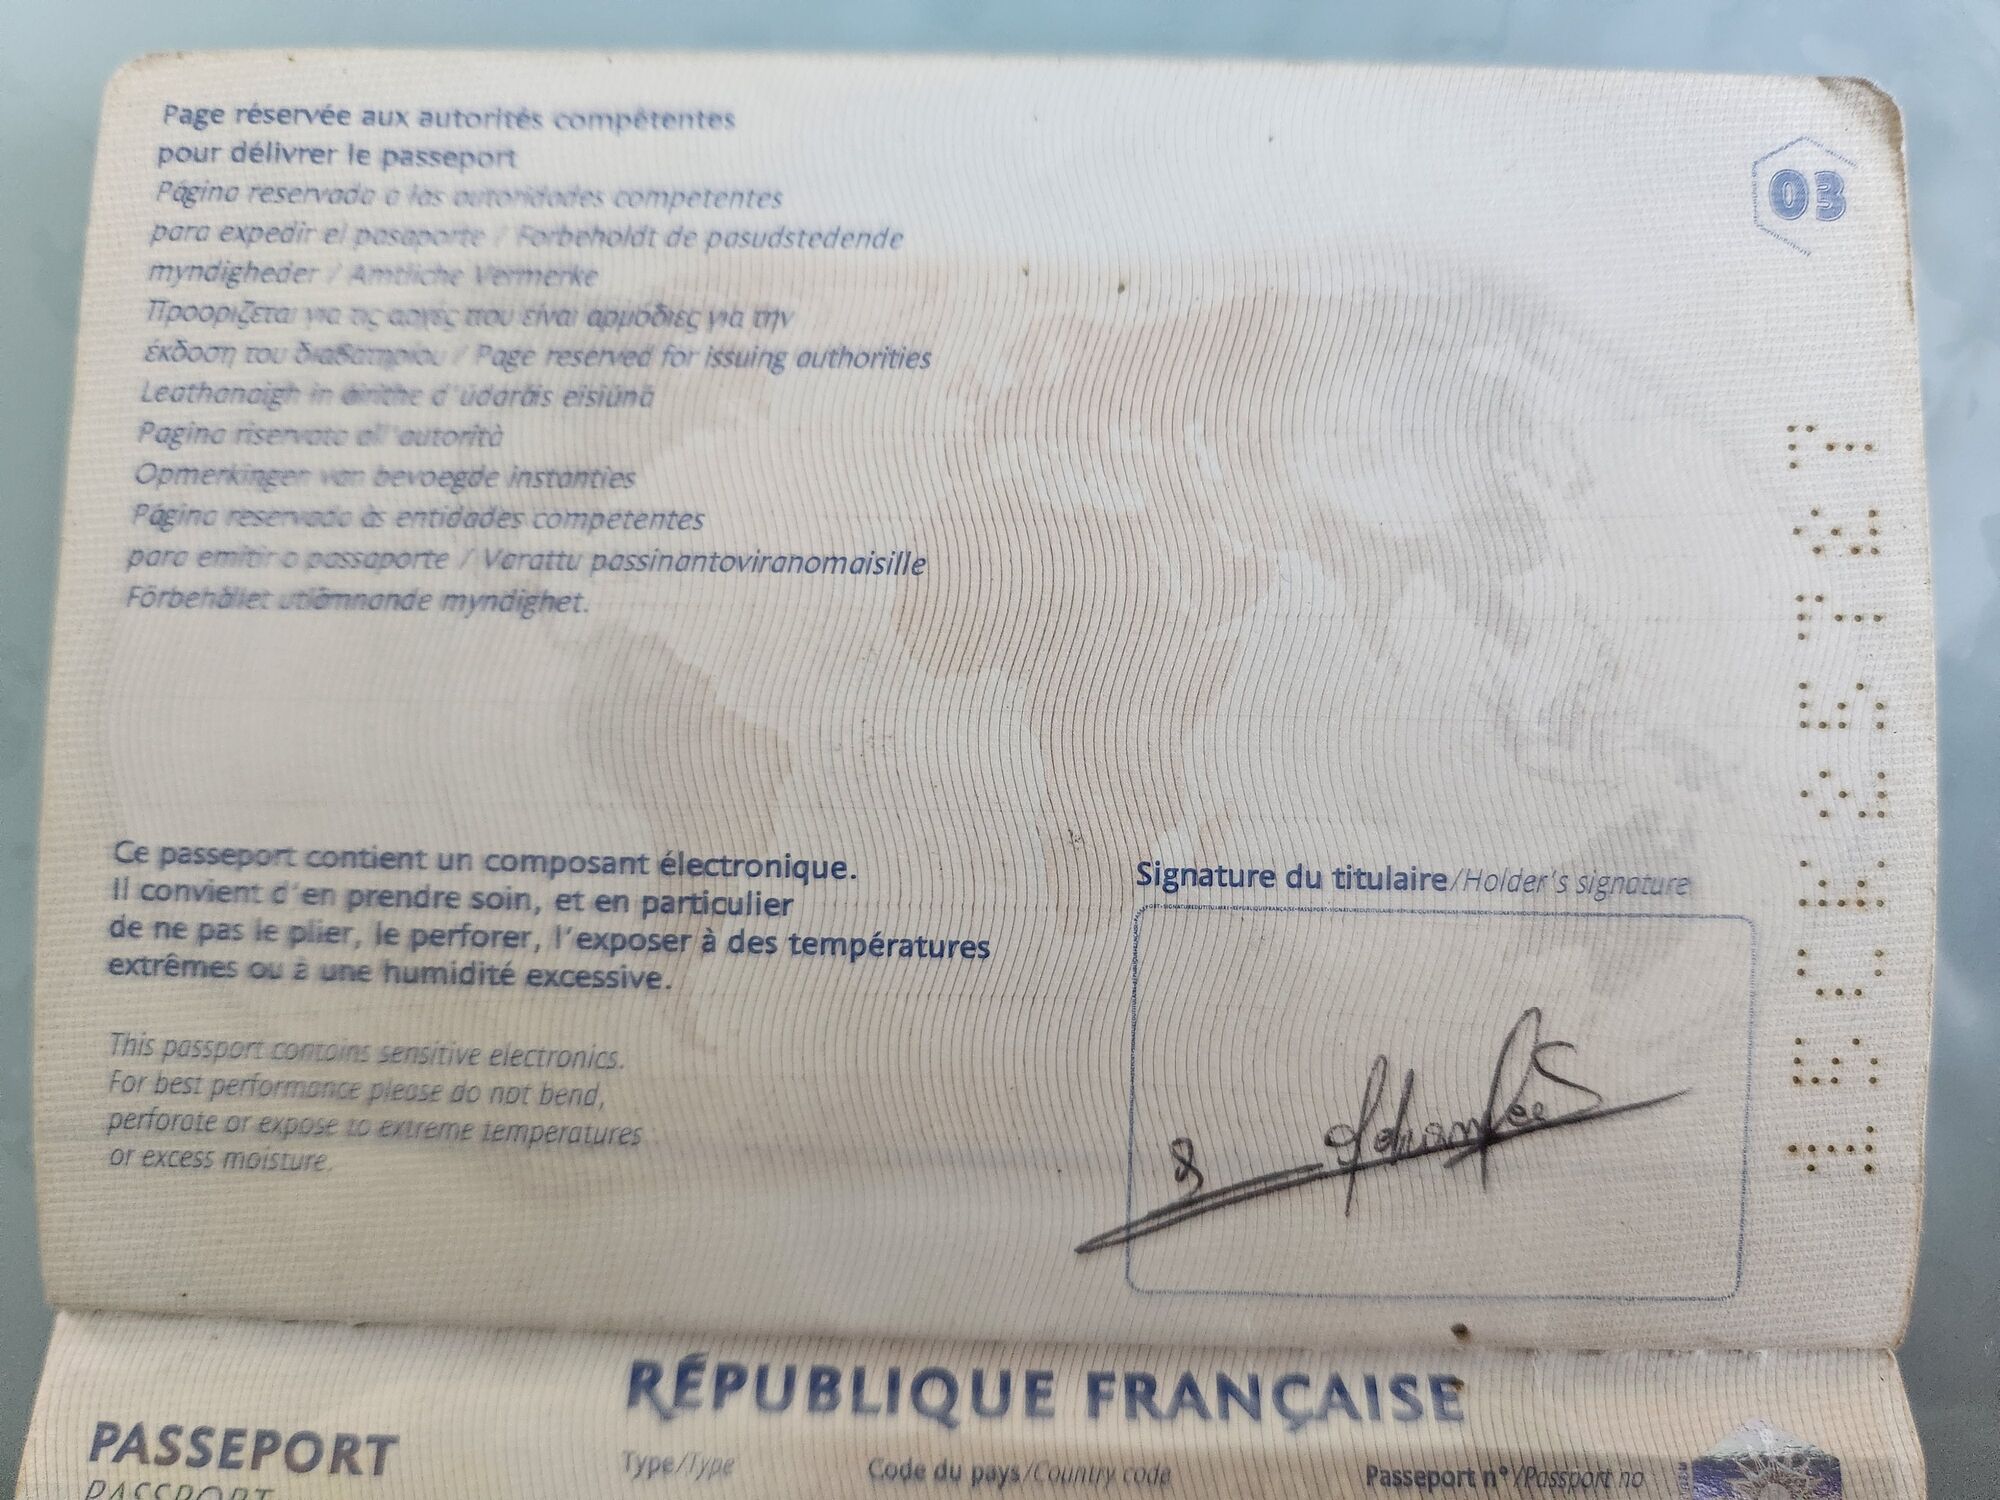 Page réservée aux autorités compétentes
pour délivrer le passeport
Página reservada a las autoridades competentes
para expedir el pasaporte / Forbeholdt de pasudstedende
myndigheder / Amtliche Vermerke
Προορίζεται για τις αρχές που είναι αρμόδιες για την
έκδοση του διαβατηρίου / Page reserved for issuing authorities
Leathanaigh in áirithe d'údaráis eisiúna
Pagina riservata all'autorità
Opmerkingen van bevoegde instanties
Página reservada às entidades competentes
para emitir o passaporte / Varattu passinantoviranomaisille
Förbehållet utlämnande myndighet.
03
Ce passeport contient un composant électronique.
Il convient d'en prendre soin, et en particulier
de ne pas le plier, le perforer, l'exposer à des températures
extrêmes ou à une humidité excessive.
This passport contains sensitive electronics.
For best performance please do not bend,
perforate or expose to extreme temperatures
or excess moisture.
Signature du titulaire/Holder's signature
RÉPUBLIQUE FRANÇAISE
PASSEPORT
PASSPORT
Type/Type
Code du pays/Country code
Passeport n°/Passport no